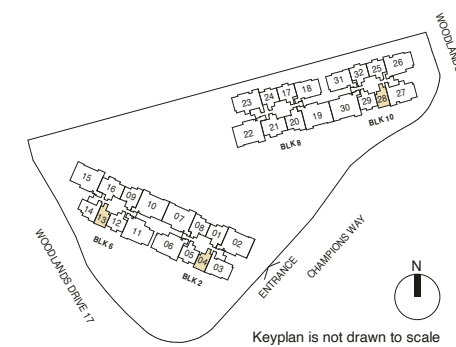 WOODLANDS
23 24 17 18 31 32 25 26
22 21 20 19 30 29 28 27
BLK 8 BLK 10
15 16 09 10 07 08 01 02
14 13 12 11 06 05 04 03
BLK 6 BLK 2
WOODLANDS DRIVE 17
ENTRANCE
CHAMPIONS WAY
N
Keyplan is not drawn to scale